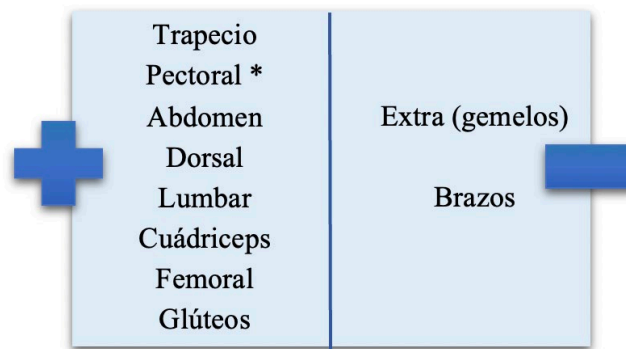 Trapecio
Pectoral *
Abdomen
Dorsal
Lumbar
Cuádriceps
Femoral
Glúteos
Extra (gemelos)
Brazos